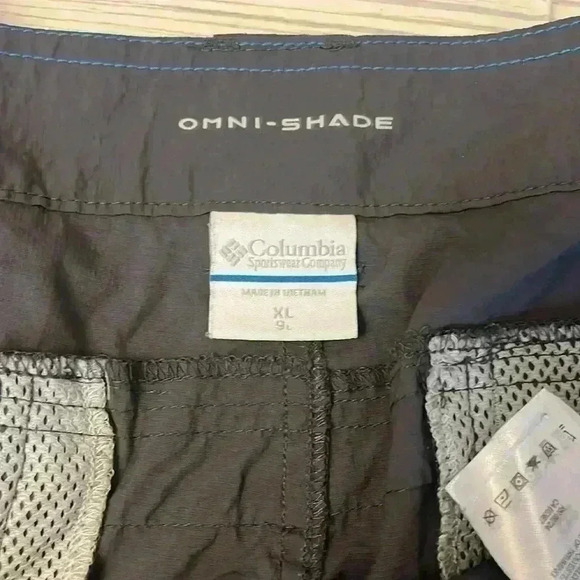 OMNI-SHADE
Columbia
Sportswear Company
MADE IN VIETNAM
XL
9L